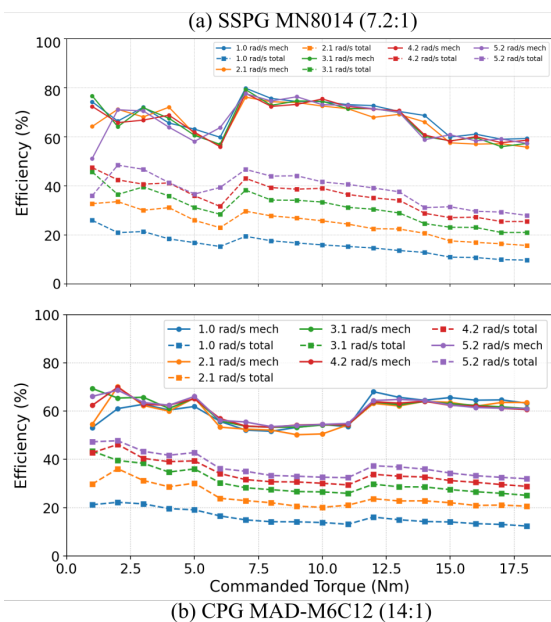 (a) SSPG MN8014 (7.2:1)
100
80
60
40
20
0
Efficiency (%)
1.0 rad/s mech
1.0 rad/s total
2.1 rad/s mech
2.1 rad/s total
3.1 rad/s mech
3.1 rad/s total
4.2 rad/s mech
4.2 rad/s total
5.2 rad/s mech
5.2 rad/s total
100
80
60
40
20
0
Efficiency (%)
1.0 rad/s mech
1.0 rad/s total
2.1 rad/s mech
2.1 rad/s total
3.1 rad/s mech
3.1 rad/s total
4.2 rad/s mech
4.2 rad/s total
5.2 rad/s mech
5.2 rad/s total
0.0 2.5 5.0 7.5 10.0 12.5 15.0 17.5
Commanded Torque (Nm)
(b) CPG MAD-M6C12 (14:1)